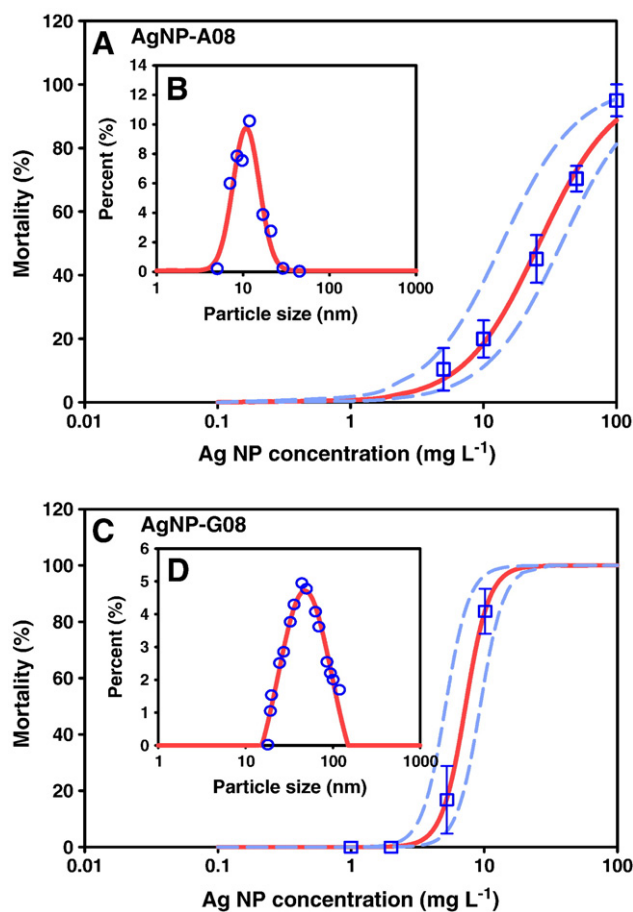 A AgNP-A08
B
Mortality (%)
120
100
80
60
40
20
0
Percent (%)
14
12
10
8
6
4
2
0
1 10 100 1000
Particle size (nm)
0.01 0.1 1 10 100
Ag NP concentration (mg L-1)
C AgNP-G08
D
Mortality (%)
120
100
80
60
40
20
0
Percent (%)
6
5
4
3
2
1
0
1 10 100 1000
Particle size (nm)
0.01 0.1 1 10 100
Ag NP concentration (mg L-1)